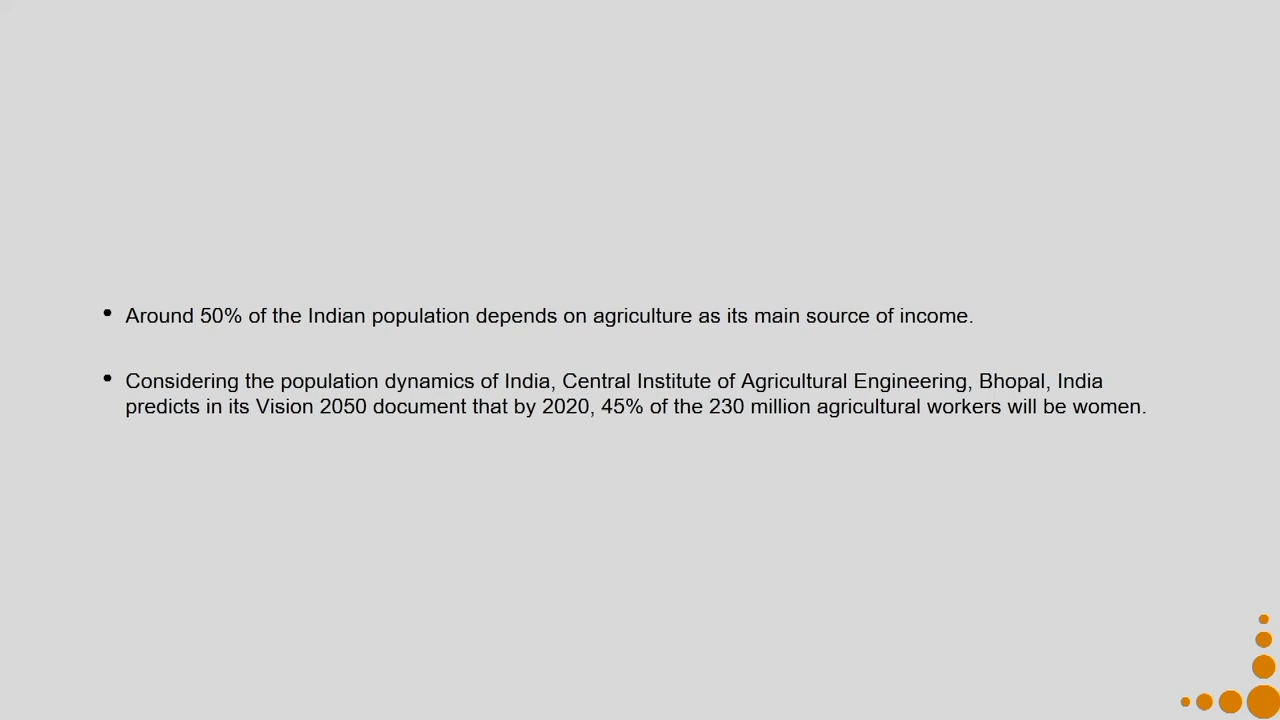 • Around 50% of the Indian population depends on agriculture as its main source of income.
• Considering the population dynamics of India, Central Institute of Agricultural Engineering, Bhopal, India
predicts in its Vision 2050 document that by 2020, 45% of the 230 million agricultural workers will be women.